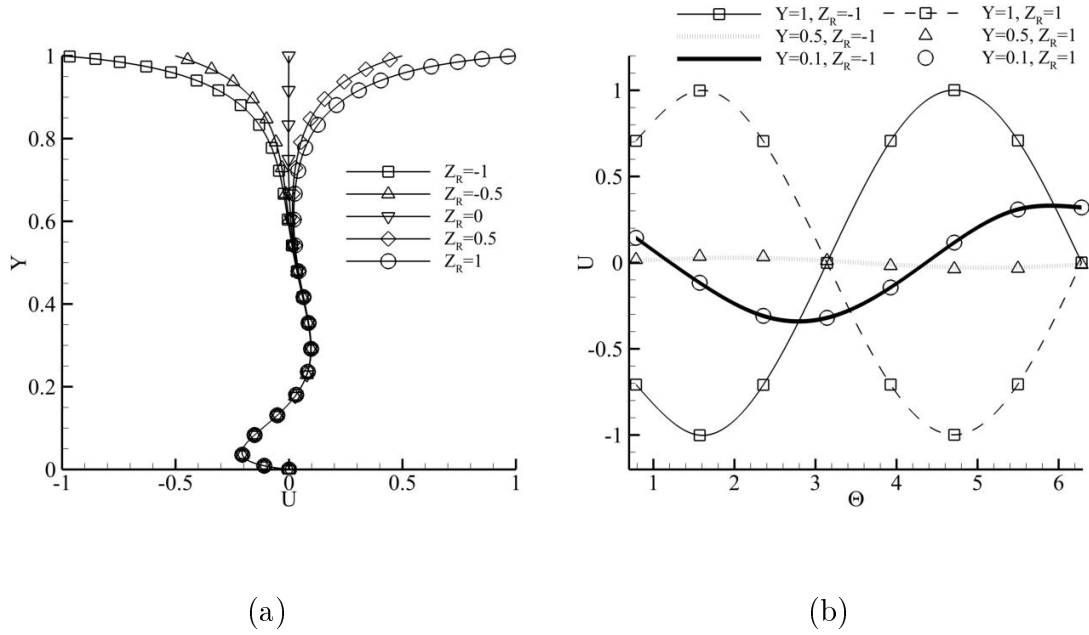 Y=1, Z_R=-1
Y=1, Z_R=1
Y=0.5, Z_R=-1
Y=0.5, Z_R=1
Y=0.1, Z_R=-1
Y=0.1, Z_R=1
Y
1
0.8
0.6
0.4
0.2
0
-1
-0.5
0
0.5
1
U
Z_R=-1
Z_R=-0.5
Z_R=0
Z_R=0.5
Z_R=1
U
1
0.5
0
-0.5
-1
1
2
3
4
5
6
Θ
(a)
(b)